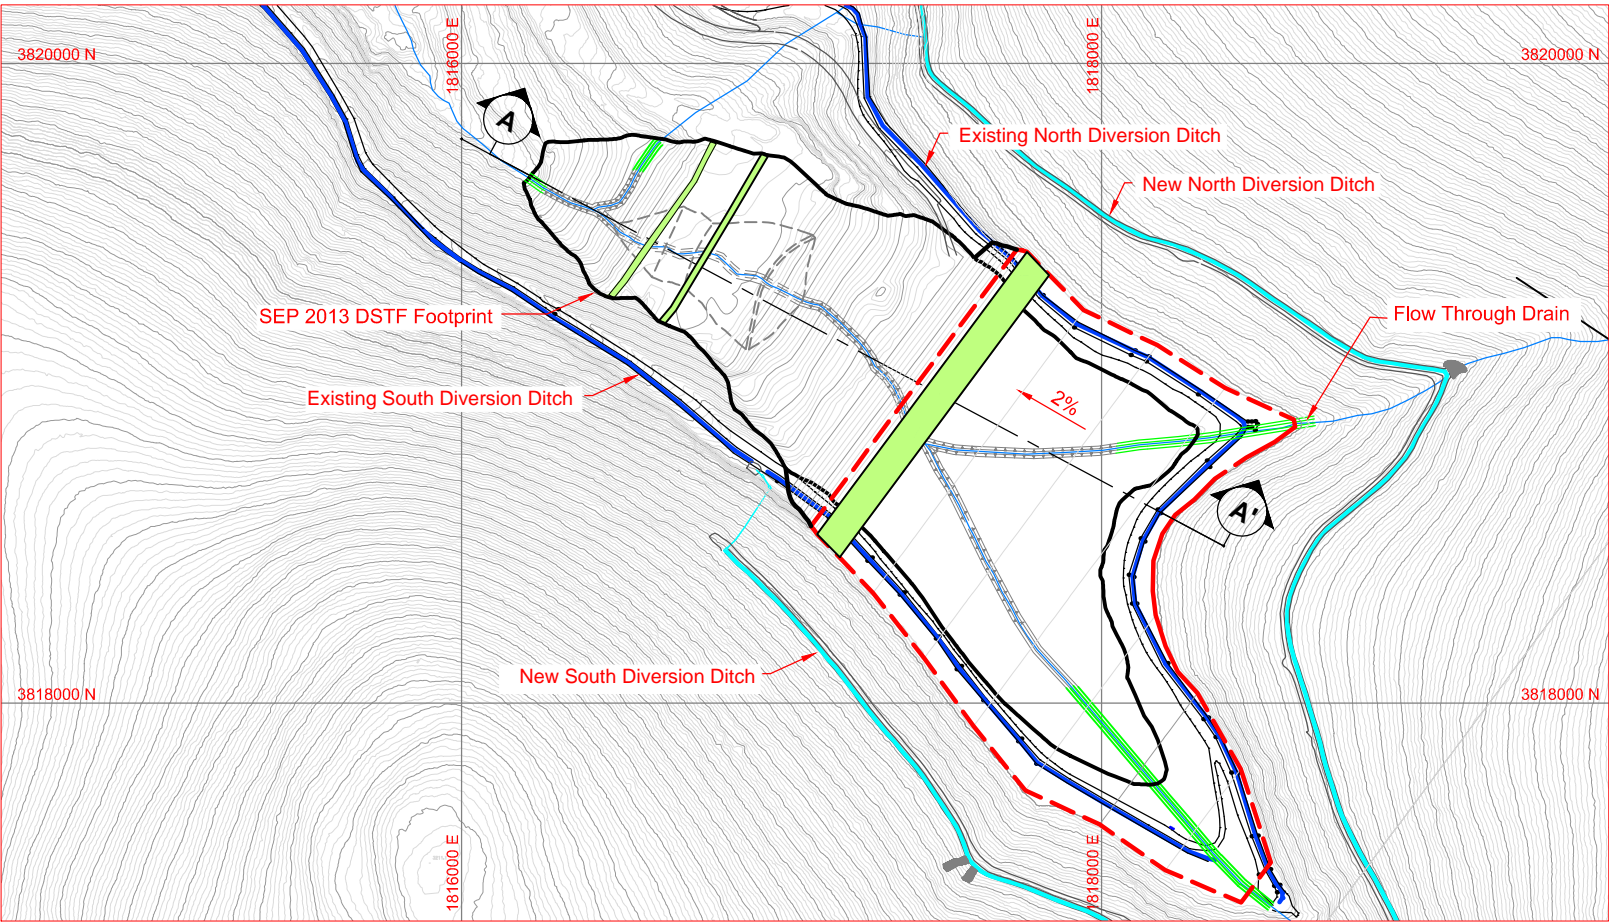 1816000 E
1818000 E
3820000 N
3820000 N
A
Existing North Diversion Ditch
New North Diversion Ditch
SEP 2013 DSTF Footprint
Flow Through Drain
Existing South Diversion Ditch
2%
A'
New South Diversion Ditch
3818000 N
3818000 N
1816000 E
1818000 E